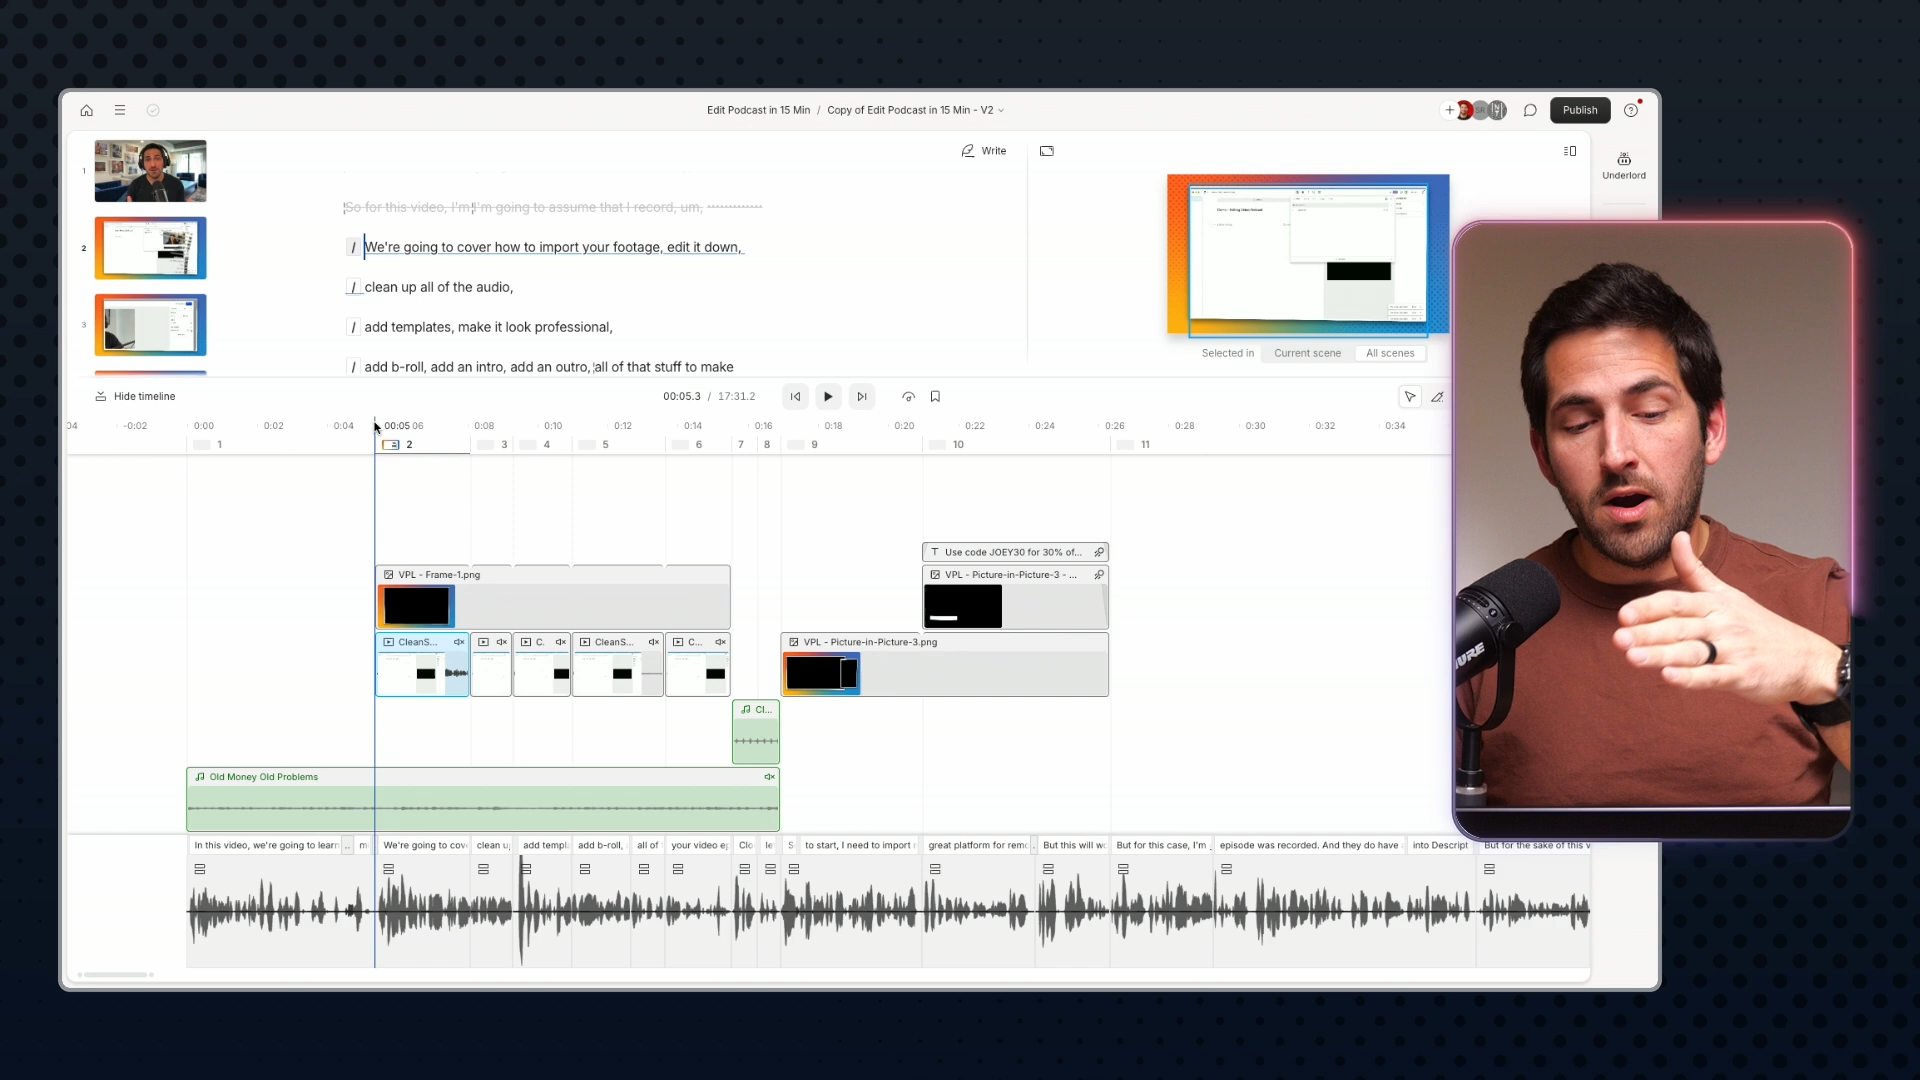 Edit Podcast in 15 Min / Copy of Edit Podcast in 15 Min - V2
Publish
1
Write
Underlord
So for this video, I'm I'm going to assume that I record, um,
2
/ We're going to cover how to import your footage, edit it down,
/ clean up all of the audio,
3
/ add templates, make it look professional,
Selected in Current scene All scenes
/ add b-roll, add an intro, add an outro, all of that stuff to make
Hide timeline
00:05.3 / 17:31.2
04 -0:02 0:00 0:02 0:04 00:05 06 0:08 0:10 0:12 0:14 0:16 0:18 0:20 0:22 0:24 0:26 0:28 0:30 0:32 0:34
1 2 3 4 5 6 7 8 9 10 11
Use code JOEY30 for 30% of...
VPL - Frame-1.png
VPL - Picture-in-Picture-3 - ...
CleanS... C. CleanS... C...
VPL - Picture-in-Picture-3.png
Cl...
Old Money Old Problems
In this video, we're going to learn .. m We're going to cov clean u add templ add b-roll, all of your video e Clo le S to start, I need to import great platform for rem But this will w But for this case, I'm episode was recorded. And they do have into Descript But for the sake of this v
URE